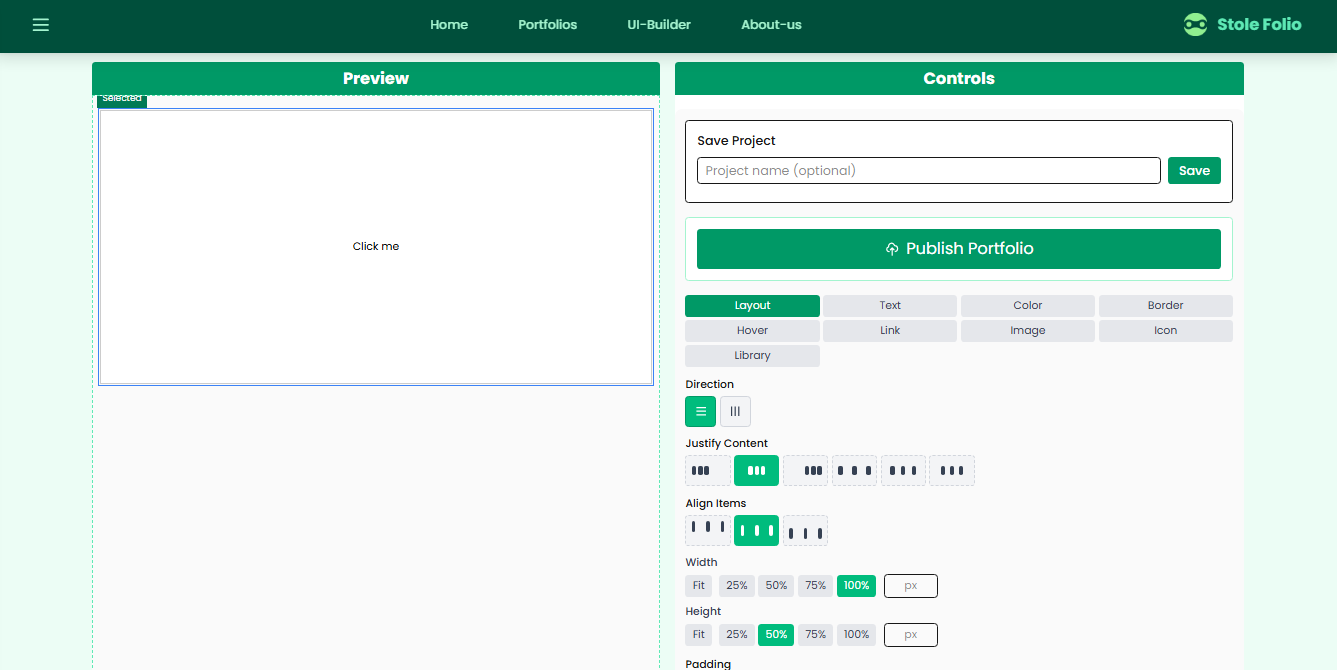 Home Portfolios UI-Builder About-us Stole Folio
Preview
Selected
Click me
Controls
Save Project
Project name (optional) Save
Publish Portfolio
Layout Text Color Border
Hover Link Image Icon
Library
Direction
Justify Content
Align Items
Width
Fit 25% 50% 75% 100% px
Height
Fit 25% 50% 75% 100% px
Padding